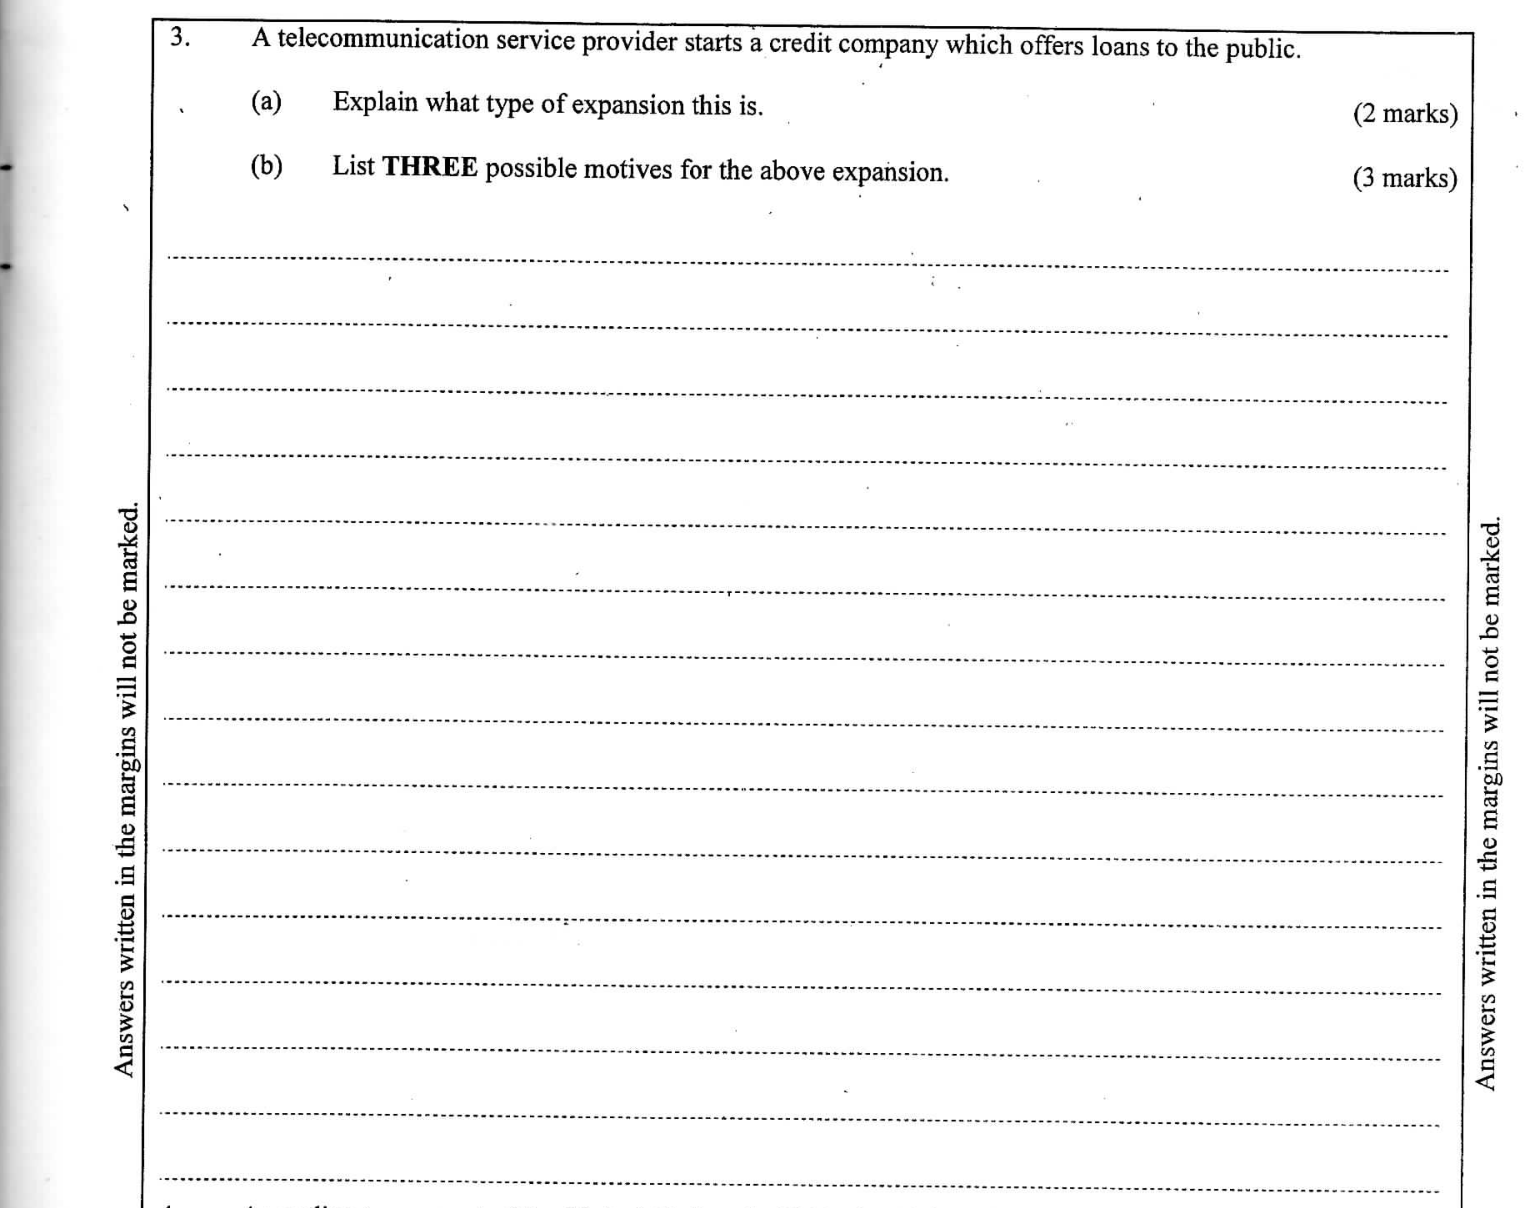 3. A telecommunication service provider starts a credit company which offers loans to the public.
(a) Explain what type of expansion this is. (2 marks)
(b) List THREE possible motives for the above expansion. (3 marks)
Answers written in the margins will not be marked.
Answers written in the margins will not be marked.